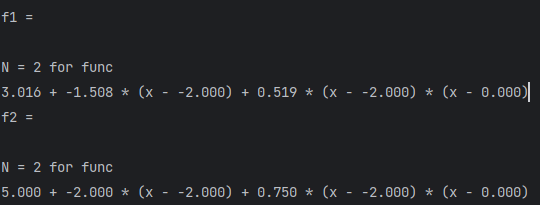 f1 =
N = 2 for func
3.016 + -1.508 * (x - -2.000) + 0.519 * (x - -2.000) * (x - 0.000)
f2 =
N = 2 for func
5.000 + -2.000 * (x - -2.000) + 0.750 * (x - -2.000) * (x - 0.000)